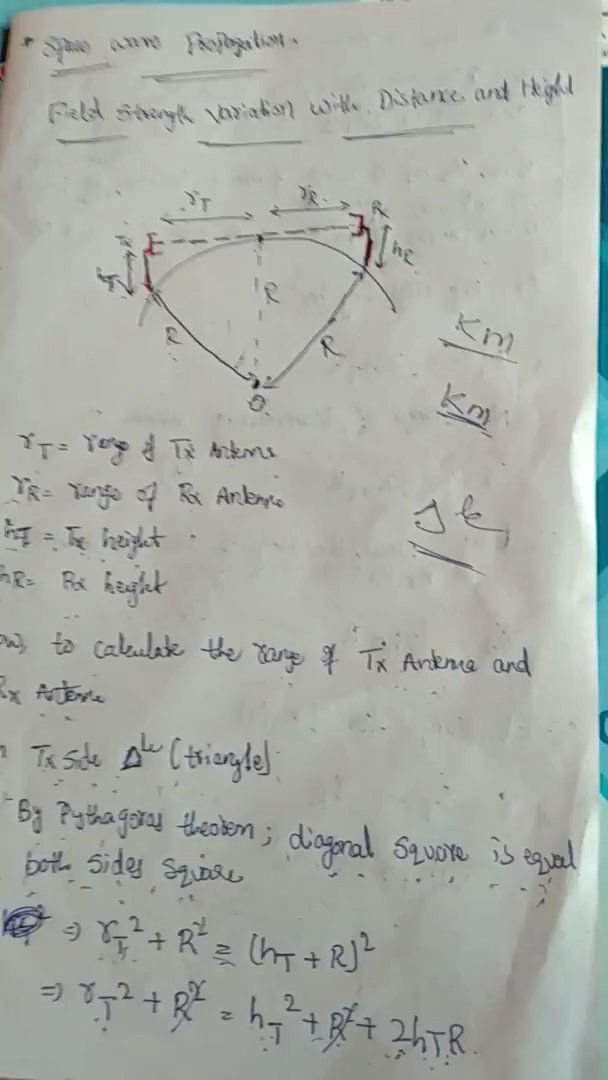 * Space wave Propagation.
Field Strength Variation with Distance and Height
rT rR
Tx Rx
hT hR
R
R R
O
Km
Km
rT = range of Tx Antenna
rR = range of Rx Antenna
hT = Tx height
hR = Rx height
to calculate the range of Tx Antenna and
Rx Antenna
Tx side Δle (triangle)
By Pythagoras theorem; diagonal square is equal
both sides square
⇒ rT² + R² = (hT + R)²
⇒ rT² + R² = hT² + R² + 2hTR